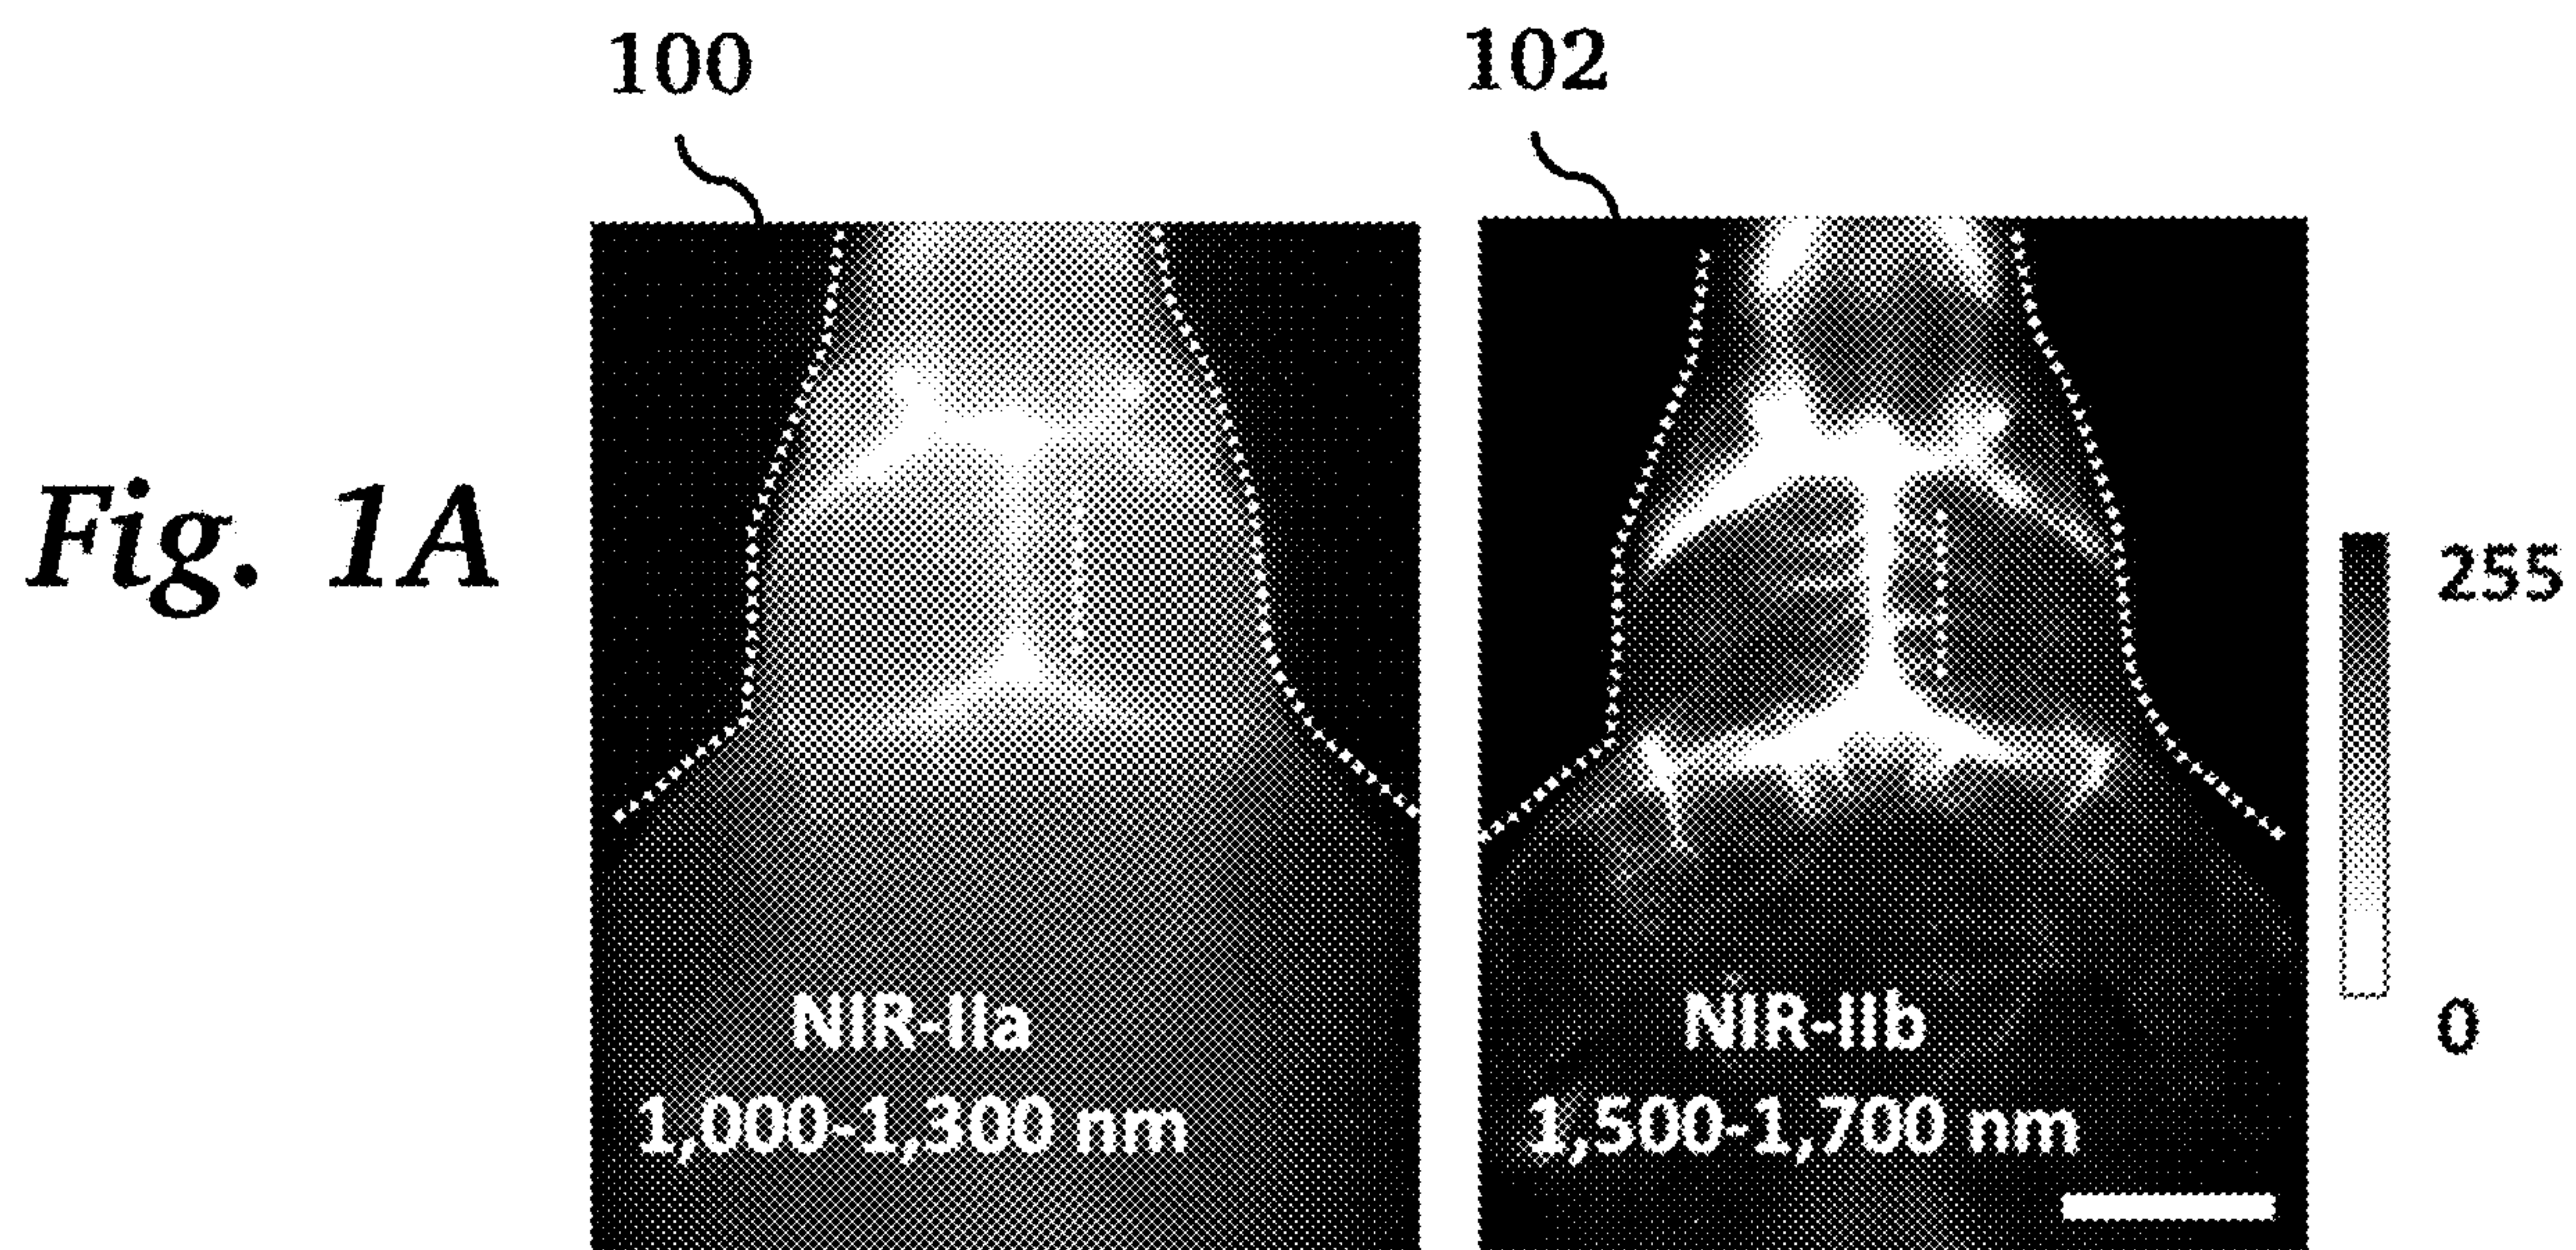 100
102
Fig. 1A
255
0
NIR-IIa
1,000-1,300 nm
NIR-IIb
1,500-1,700 nm